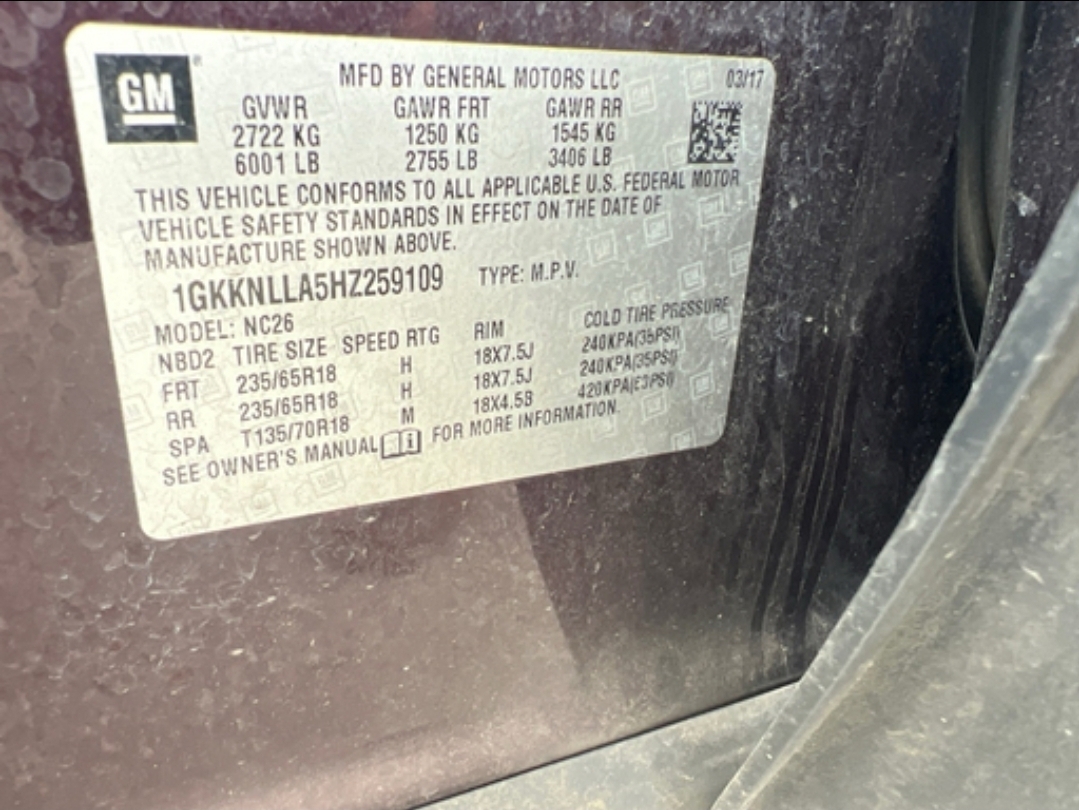 GM
MFD BY GENERAL MOTORS LLC 03/17
GVWR GAWR FRT GAWR RR
2722 KG 1250 KG 1545 KG
6001 LB 2755 LB 3406 LB
THIS VEHICLE CONFORMS TO ALL APPLICABLE U.S. FEDERAL MOTOR
VEHICLE SAFETY STANDARDS IN EFFECT ON THE DATE OF
MANUFACTURE SHOWN ABOVE.
1GKKNLLA5HZ259109 TYPE: M.P.V.
MODEL: NC26
NBD2 TIRE SIZE SPEED RTG RIM COLD TIRE PRESSURE
FRT 235/65R18 H 18X7.5J 240KPA(35PSI)
RR 235/65R18 H 18X7.5J 240KPA(35PSI)
SPA T135/70R18 M 18X4.5B 420KPA
SEE OWNER'S MANUAL FOR MORE INFORMATION.